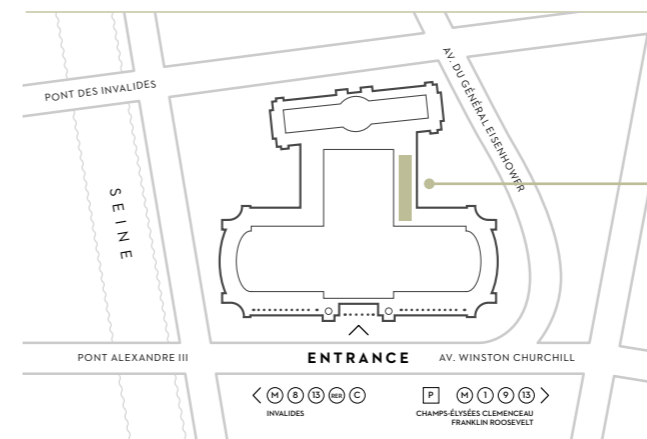 AV. DU GÉNÉRAL EISENHOWER
PONT DES INVALIDES
SEINE
PONT ALEXANDRE III
ENTRANCE
AV. WINSTON CHURCHILL
< M 8 13 RER C
INVALIDES
P M 1 9 13 >
CHAMPS-ÉLYSÉES CLEMENCEAU
FRANKLIN ROOSEVELT